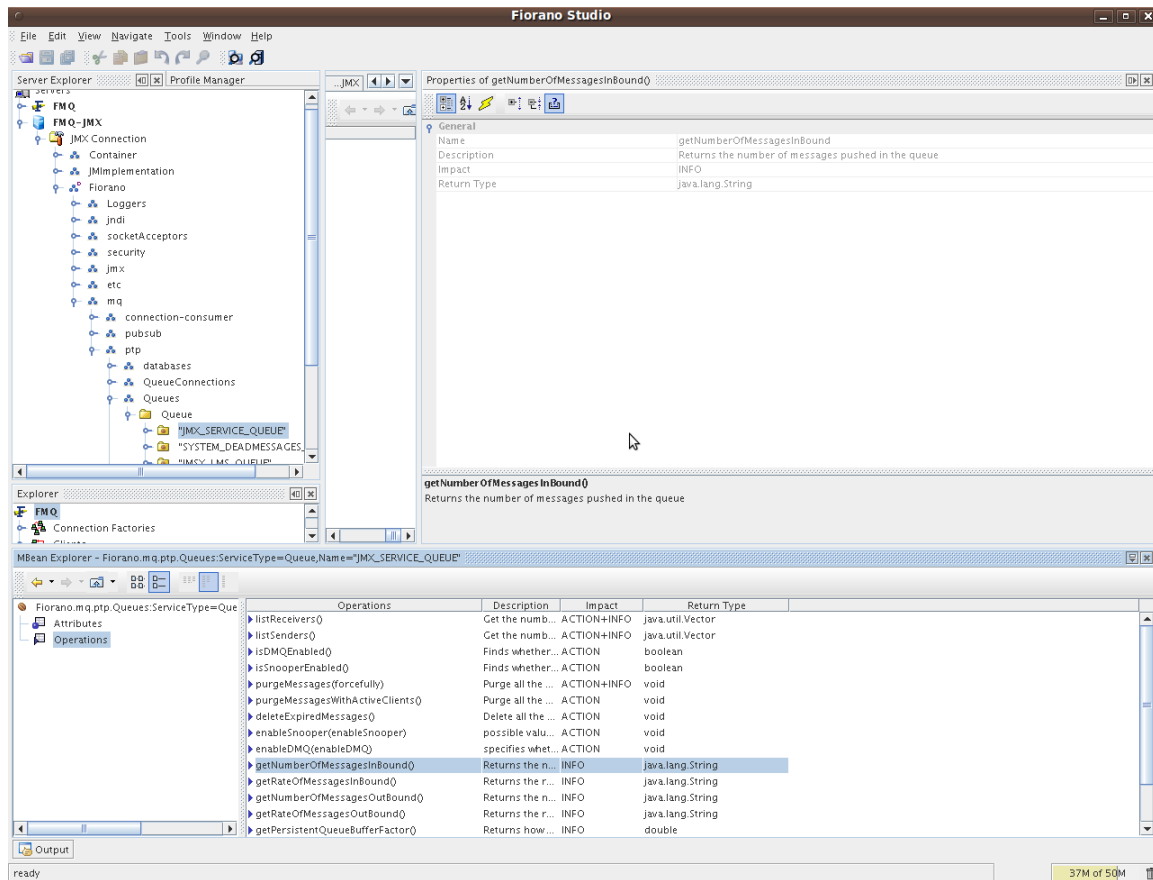 Fiorano Studio
File Edit View Navigate Tools Window Help
Server Explorer Profile Manager
Servers
FMQ
FMQ-JMX
JMX Connection
Container
JMImplementation
Fiorano
Loggers
jndi
socketAcceptors
security
jmx
etc
mq
connection-consumer
pubsub
ptp
databases
QueueConnections
Queues
Queue
"JMX_SERVICE_QUEUE"
"SYSTEM_DEADMESSAGES_
Explorer
FMQ
Connection Factories
Clients
...JMX
Properties of getNumberOfMessagesInBound()
General
Name getNumberOfMessagesInBound
Description Returns the number of messages pushed in the queue
Impact INFO
Return Type java.lang.String
getNumberOfMessagesInBound()
Returns the number of messages pushed in the queue
MBean Explorer - Fiorano.mq.ptp.Queues:ServiceType=Queue,Name="JMX_SERVICE_QUEUE"
Fiorano.mq.ptp.Queues:ServiceType=Que
Attributes
Operations
Operations Description Impact Return Type
listReceivers() Get the numb... ACTION+INFO java.util.Vector
listSenders() Get the numb... ACTION+INFO java.util.Vector
isDMQEnabled() Finds whether... ACTION boolean
isSnooperEnabled() Finds whether... ACTION boolean
purgeMessages(forcefully) Purge all the ... ACTION+INFO void
purgeMessagesWithActiveClients() Purge all the ... ACTION void
deleteExpiredMessages() Delete all the ... ACTION void
enableSnooper(enableSnooper) possible valu... ACTION void
enableDMQ(enableDMQ) specifies whet... ACTION void
getNumberOfMessagesInBound() Returns the n... INFO java.lang.String
getRateOfMessagesInBound() Returns the r... INFO java.lang.String
getNumberOfMessagesOutBound() Returns the n... INFO java.lang.String
getRateOfMessagesOutBound() Returns the r... INFO java.lang.String
getPersistentQueueBufferFactor() Returns how ... INFO double
Output
ready
37M of 50M